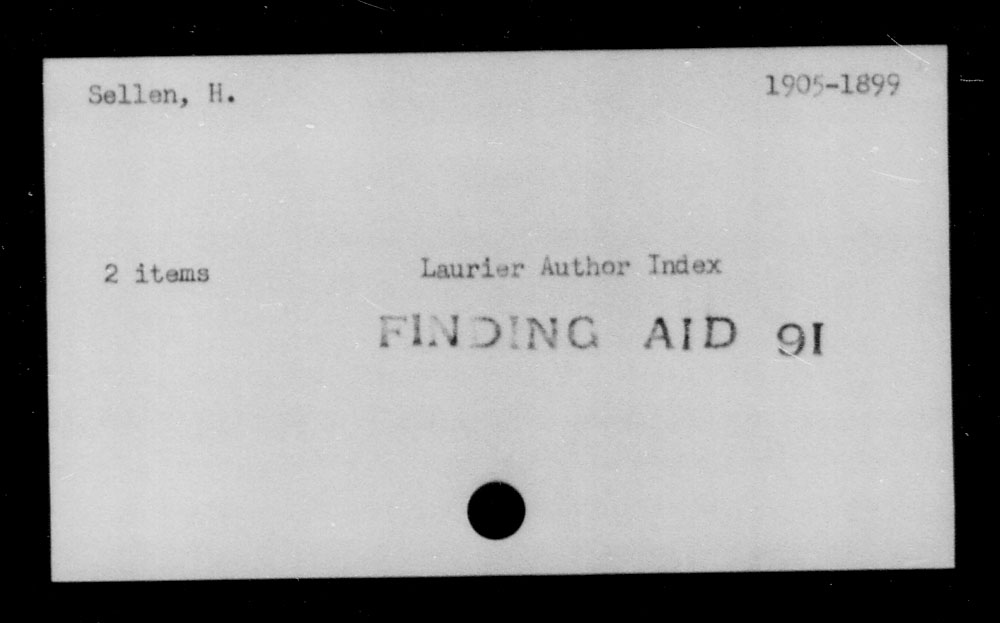 Sellen, H. 1905-1899
2 items Laurier Author Index
FINDING AID 91